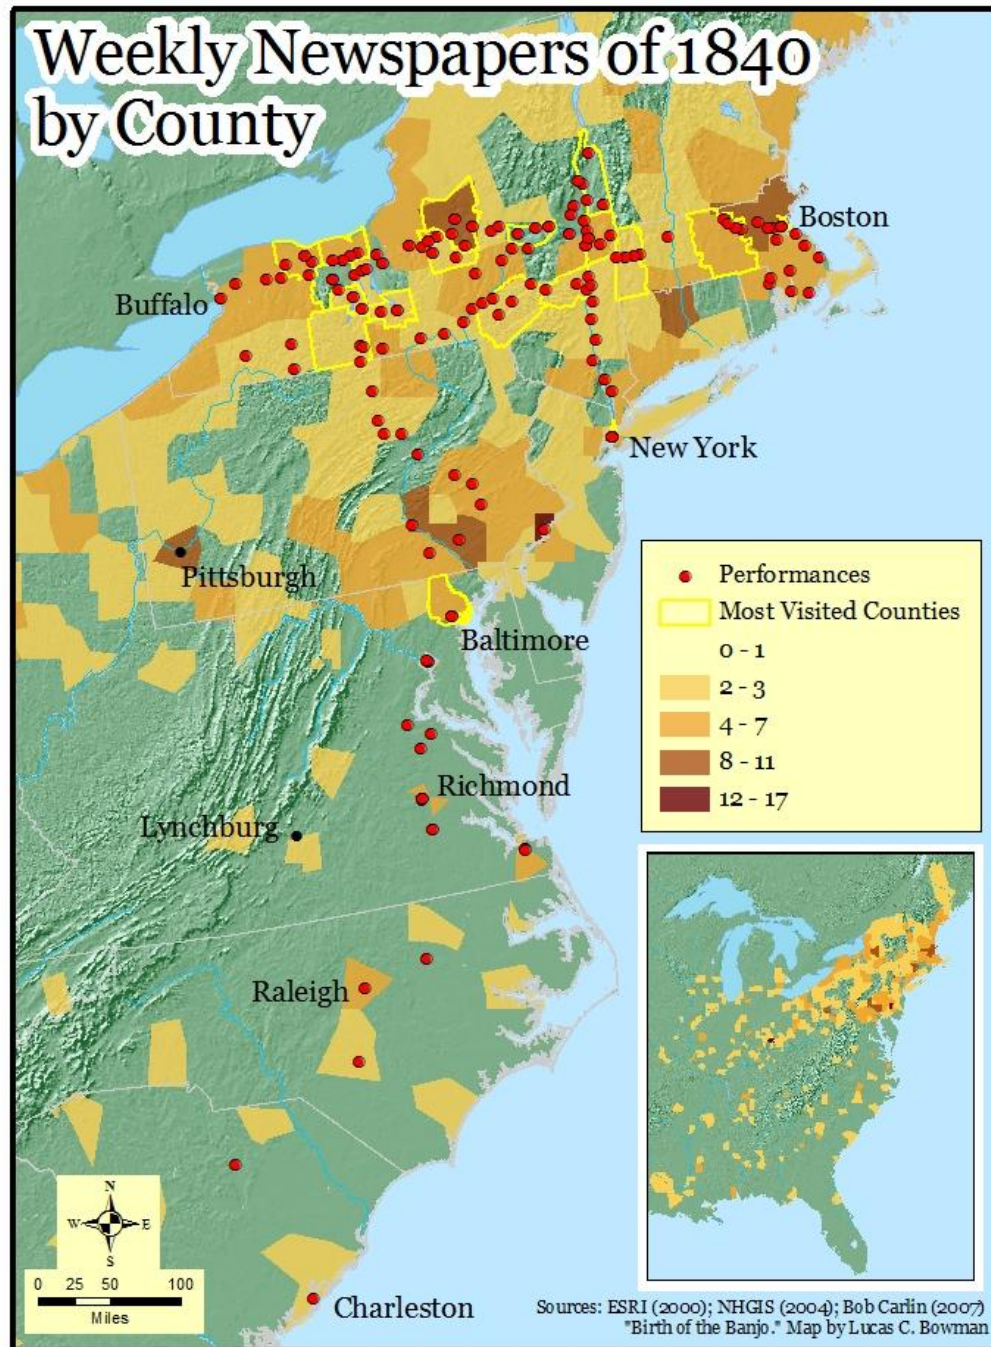 Weekly Newspapers of 1840
by County
Boston
Buffalo
New York
Pittsburgh
Baltimore
Richmond
Lynchburg
Raleigh
Charleston
Performances
Most Visited Counties
0 - 1
2 - 3
4 - 7
8 - 11
12 - 17
N
W
E
S
0 25 50 100
Miles
Sources: ESRI (2000); NHGIS (2004); Bob Carlin (2007)
"Birth of the Banjo." Map by Lucas C. Bowman